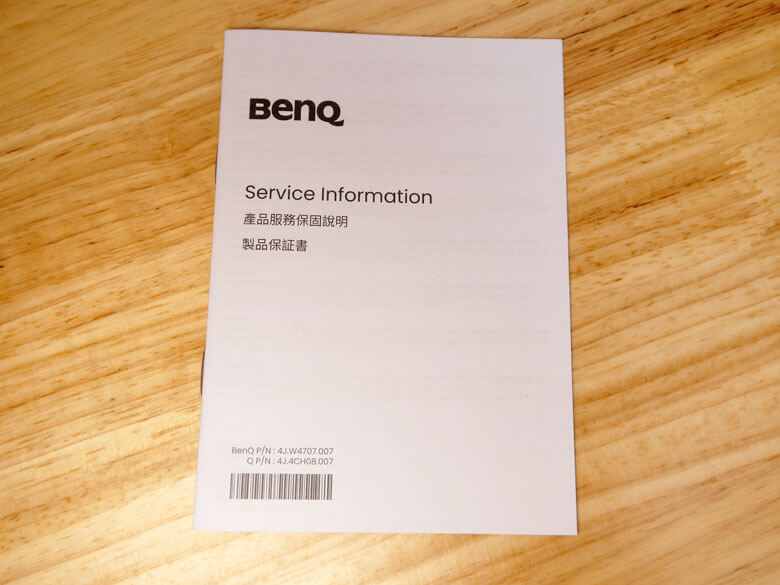 BenQ
Service Information
產品服務保固說明
製品保証書
BenQ P/N : 4J.W4707.007
Q P/N : 4J.4CH08.007